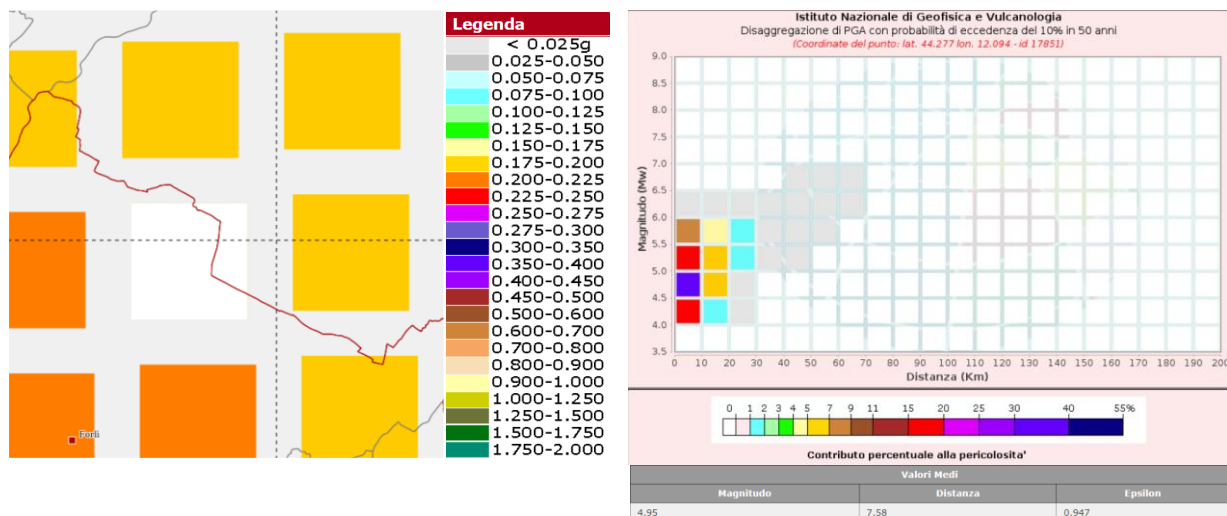 Legenda
< 0.025g
0.025-0.050
0.050-0.075
0.075-0.100
0.100-0.125
0.125-0.150
0.150-0.175
0.175-0.200
0.200-0.225
0.225-0.250
0.250-0.275
0.275-0.300
0.300-0.350
0.350-0.400
0.400-0.450
0.450-0.500
0.500-0.600
0.600-0.700
0.700-0.800
0.800-0.900
0.900-1.000
1.000-1.250
1.250-1.500
1.500-1.750
1.750-2.000
Forlì
Istituto Nazionale di Geofisica e Vulcanologia
Disaggregazione di PGA con probabilità di eccedenza del 10% in 50 anni
(Coordinate del punto: lat. 44.277 lon. 12.094 - id 17851)
Magnitudo (Mw)
9.0
8.5
8.0
7.5
7.0
6.5
6.0
5.5
5.0
4.5
4.0
3.5
0 10 20 30 40 50 60 70 80 90 100 110 120 130 140 150 160 170 180 190 200
Distanza (Km)
0 1 2 3 4 5 7 9 11 15 20 25 30 40 55%
Contributo percentuale alla pericolosita'
Valori Medi
Magnitudo Distanza Epsilon
4.95 7.58 0.947